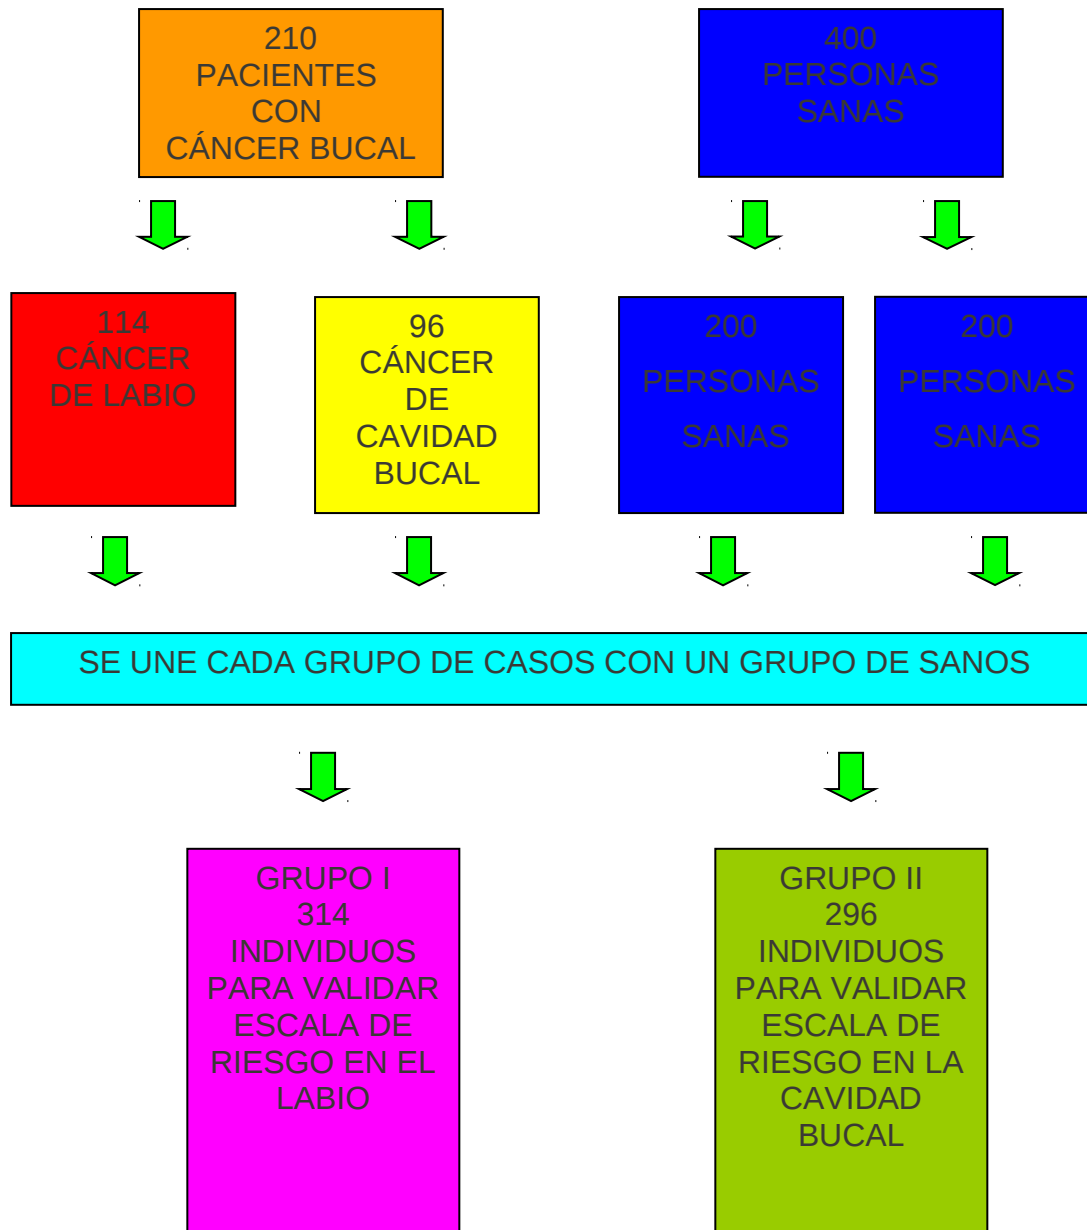 210
PACIENTES
CON
CÁNCER BUCAL
400
PERSONAS
SANAS
114
CÁNCER
DE LABIO
96
CÁNCER
DE
CAVIDAD
BUCAL
200
PERSONAS
SANAS
200
PERSONAS
SANAS
SE UNE CADA GRUPO DE CASOS CON UN GRUPO DE SANOS
GRUPO I
314
INDIVIDUOS
PARA VALIDAR
ESCALA DE
RIESGO EN EL
LABIO
GRUPO II
296
INDIVIDUOS
PARA VALIDAR
ESCALA DE
RIESGO EN LA
CAVIDAD
BUCAL